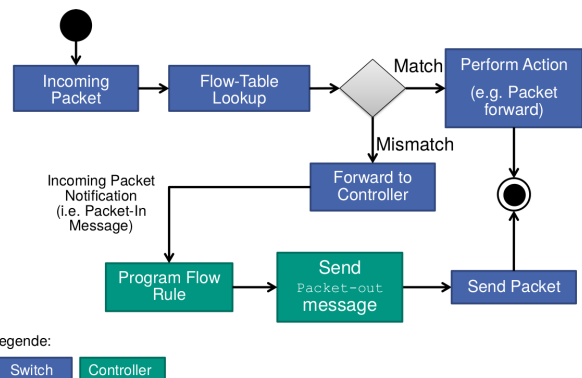 Incoming
Packet
Flow-Table
Lookup
Match
Perform Action
(e.g. Packet
forward)
Mismatch
Forward to
Controller
Incoming Packet
Notification
(i.e. Packet-In
Message)
Program Flow
Rule
Send
Packet-out
message
Send Packet
egende:
Switch
Controller